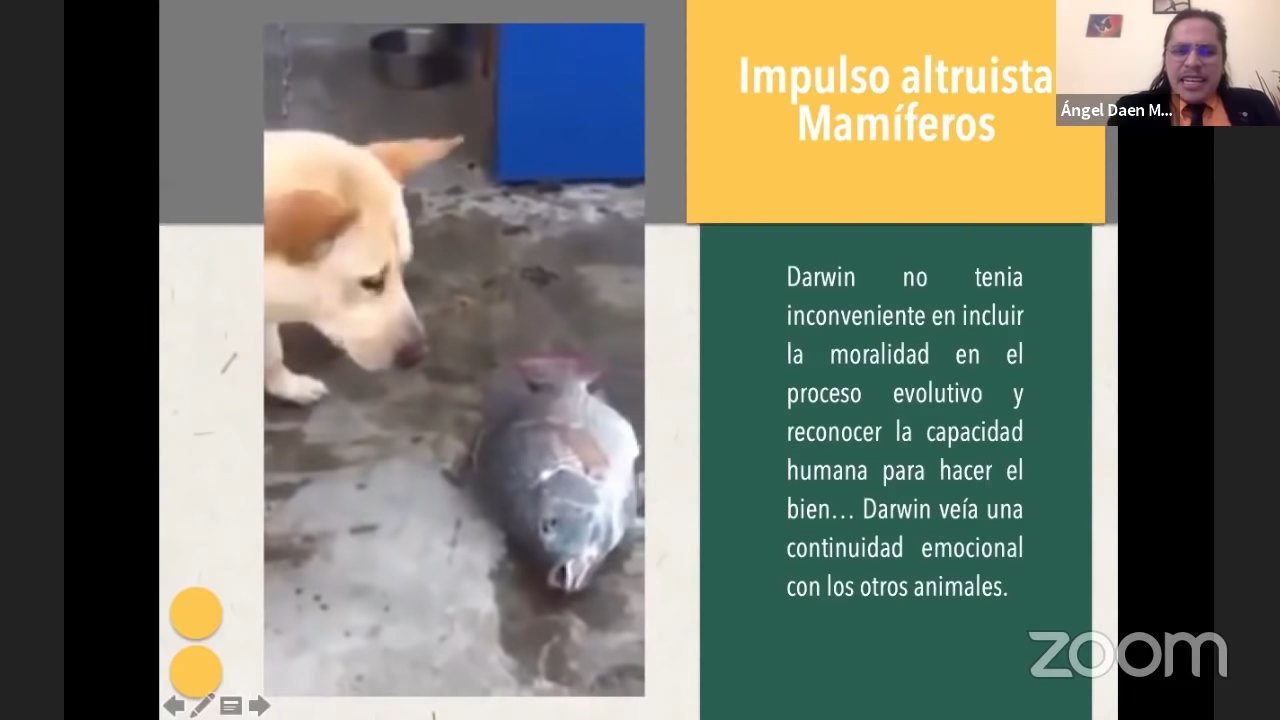 Impulso altruista
Mamíferos
Ángel Daen M...
Darwin no tenia
inconveniente en incluir
la moralidad en el
proceso evolutivo y
reconocer la capacidad
humana para hacer el
bien... Darwin veía una
continuidad emocional
con los otros animales.
zoom